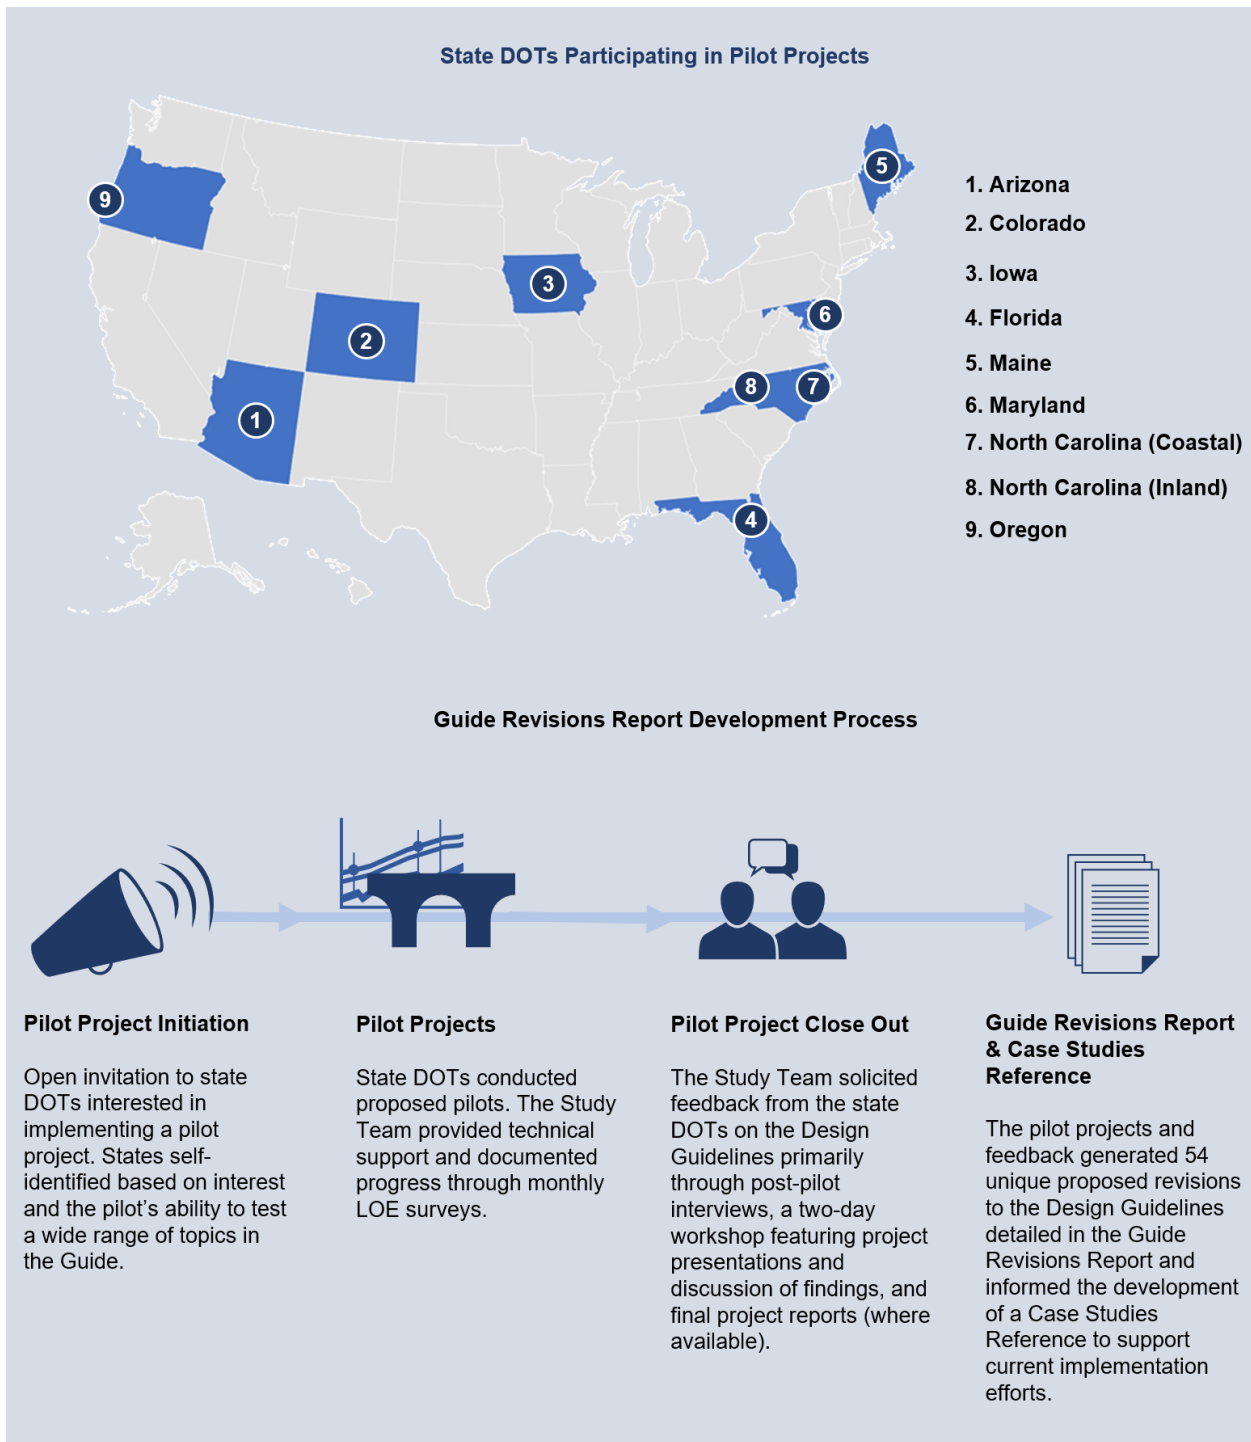 State DOTs Participating in Pilot Projects
1
2
3
4
5
6
7
8
9
1. Arizona
2. Colorado
3. Iowa
4. Florida
5. Maine
6. Maryland
7. North Carolina (Coastal)
8. North Carolina (Inland)
9. Oregon
Guide Revisions Report Development Process
Pilot Project Initiation
Open invitation to state
DOTs interested in
implementing a pilot
project. States self-
identified based on interest
and the pilot’s ability to test
a wide range of topics in
the Guide.
Pilot Projects
State DOTs conducted
proposed pilots. The Study
Team provided technical
support and documented
progress through monthly
LOE surveys.
Pilot Project Close Out
The Study Team solicited
feedback from the state
DOTs on the Design
Guidelines primarily
through post-pilot
interviews, a two-day
workshop featuring project
presentations and
discussion of findings, and
final project reports (where
available).
Guide Revisions Report
& Case Studies
Reference
The pilot projects and
feedback generated 54
unique proposed revisions
to the Design Guidelines
detailed in the Guide
Revisions Report and
informed the development
of a Case Studies
Reference to support
current implementation
efforts.